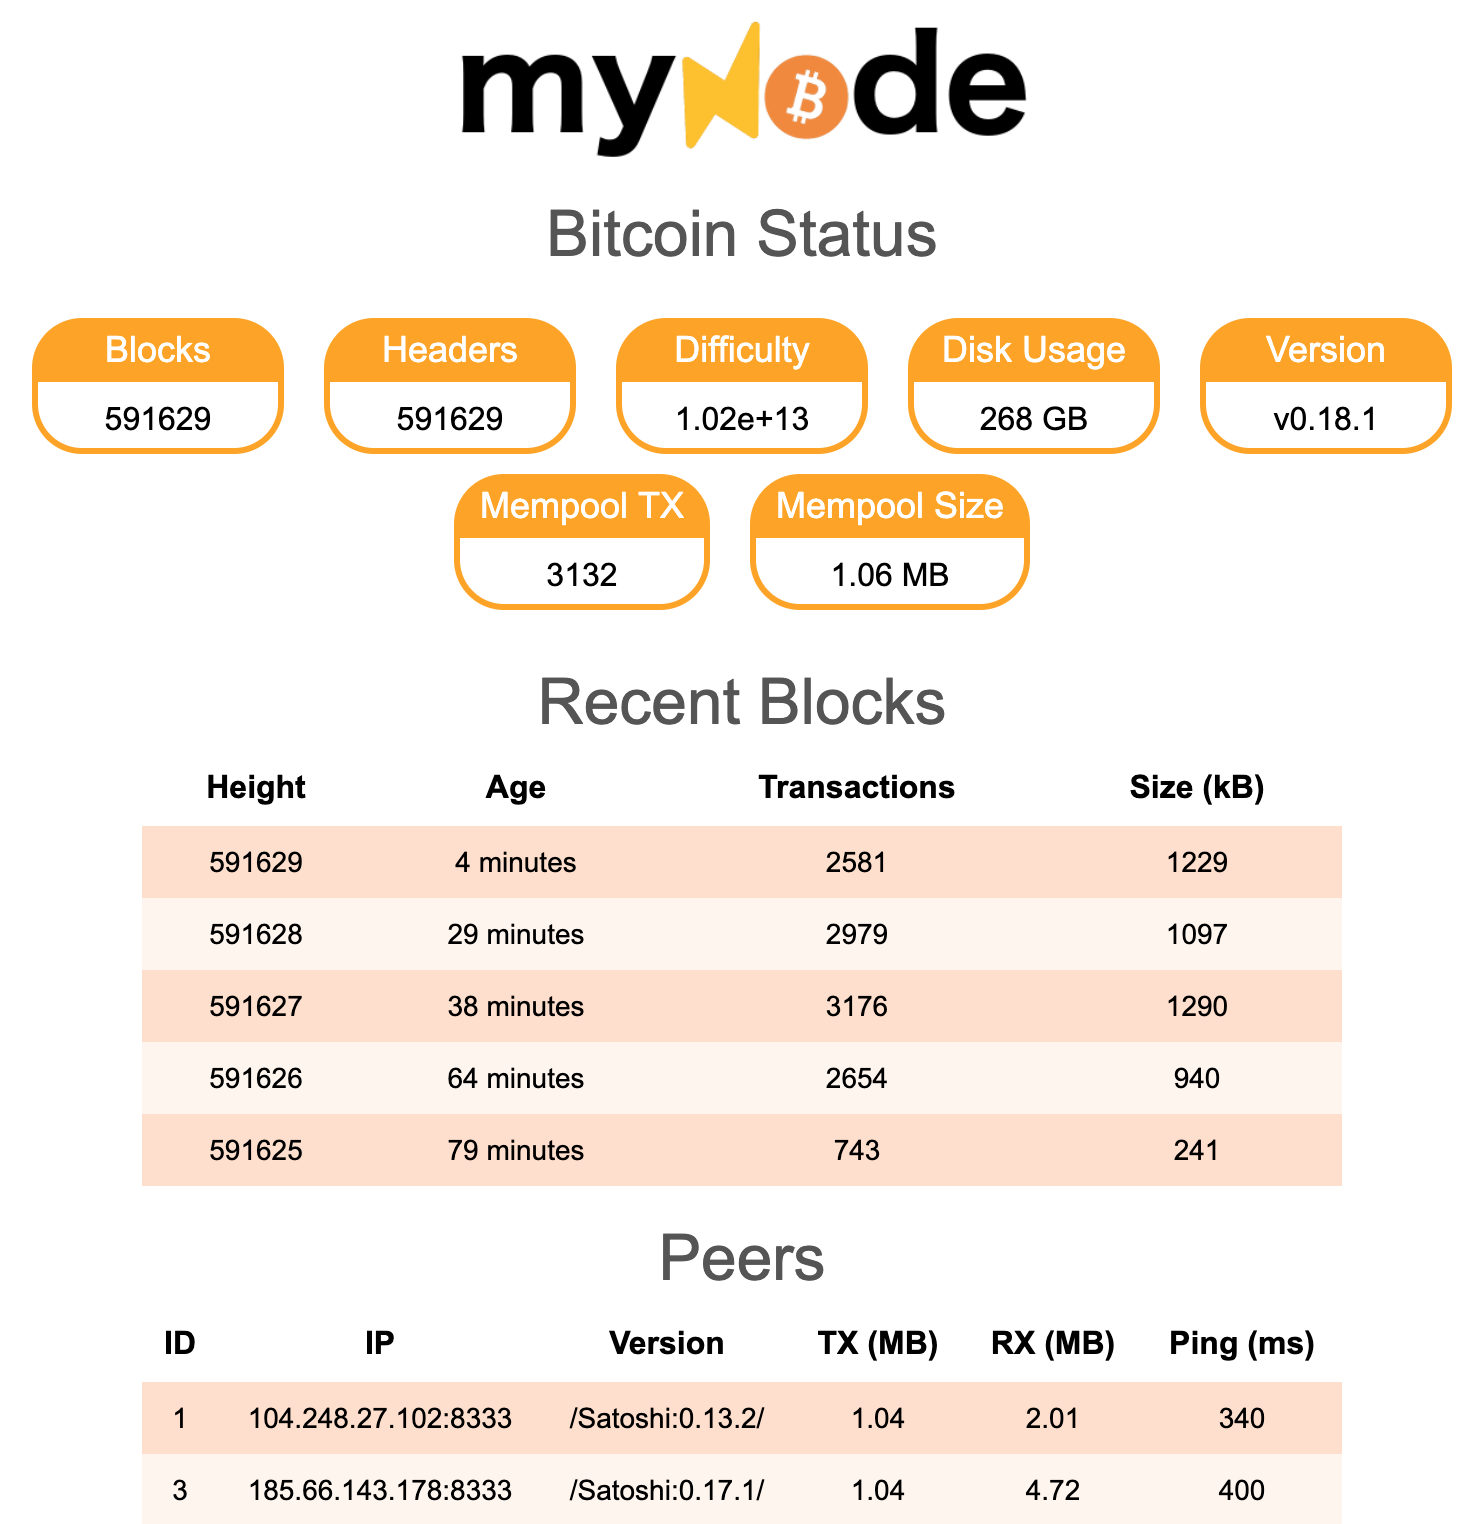 myNode
Bitcoin Status
Blocks Headers Difficulty Disk Usage Version
591629 591629 1.02e+13 268 GB v0.18.1
Mempool TX Mempool Size
3132 1.06 MB
Recent Blocks
Height Age Transactions Size (kB)
591629 4 minutes 2581 1229
591628 29 minutes 2979 1097
591627 38 minutes 3176 1290
591626 64 minutes 2654 940
591625 79 minutes 743 241
Peers
ID IP Version TX (MB) RX (MB) Ping (ms)
1 104.248.27.102:8333 /Satoshi:0.13.2/ 1.04 2.01 340
3 185.66.143.178:8333 /Satoshi:0.17.1/ 1.04 4.72 400